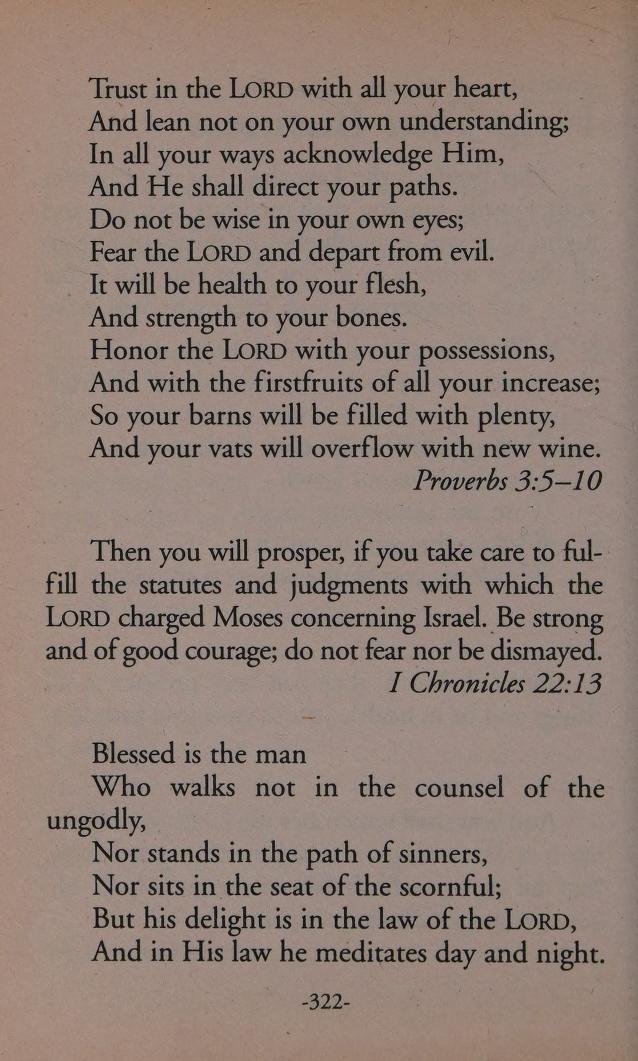 Trust in the LORD with all your heart,
And lean not on your own understanding;
In all your ways acknowledge Him,
And He shall direct your paths.
Do not be wise in your own eyes;
Fear the LORD and depart from evil.
It will be health to your flesh,
And strength to your bones.
Honor the LORD with your possessions,
And with the firstfruits of all your increase;
So your barns will be filled with plenty,
And your vats will overflow with new wine.
Proverbs 3:5–10
Then you will prosper, if you take care to ful-
fill the statutes and judgments with which the
LORD charged Moses concerning Israel. Be strong
and of good courage; do not fear nor be dismayed.
I Chronicles 22:13
Blessed is the man
Who walks not in the counsel of the
ungodly,
Nor stands in the path of sinners,
Nor sits in the seat of the scornful;
But his delight is in the law of the LORD,
And in His law he meditates day and night.
-322-